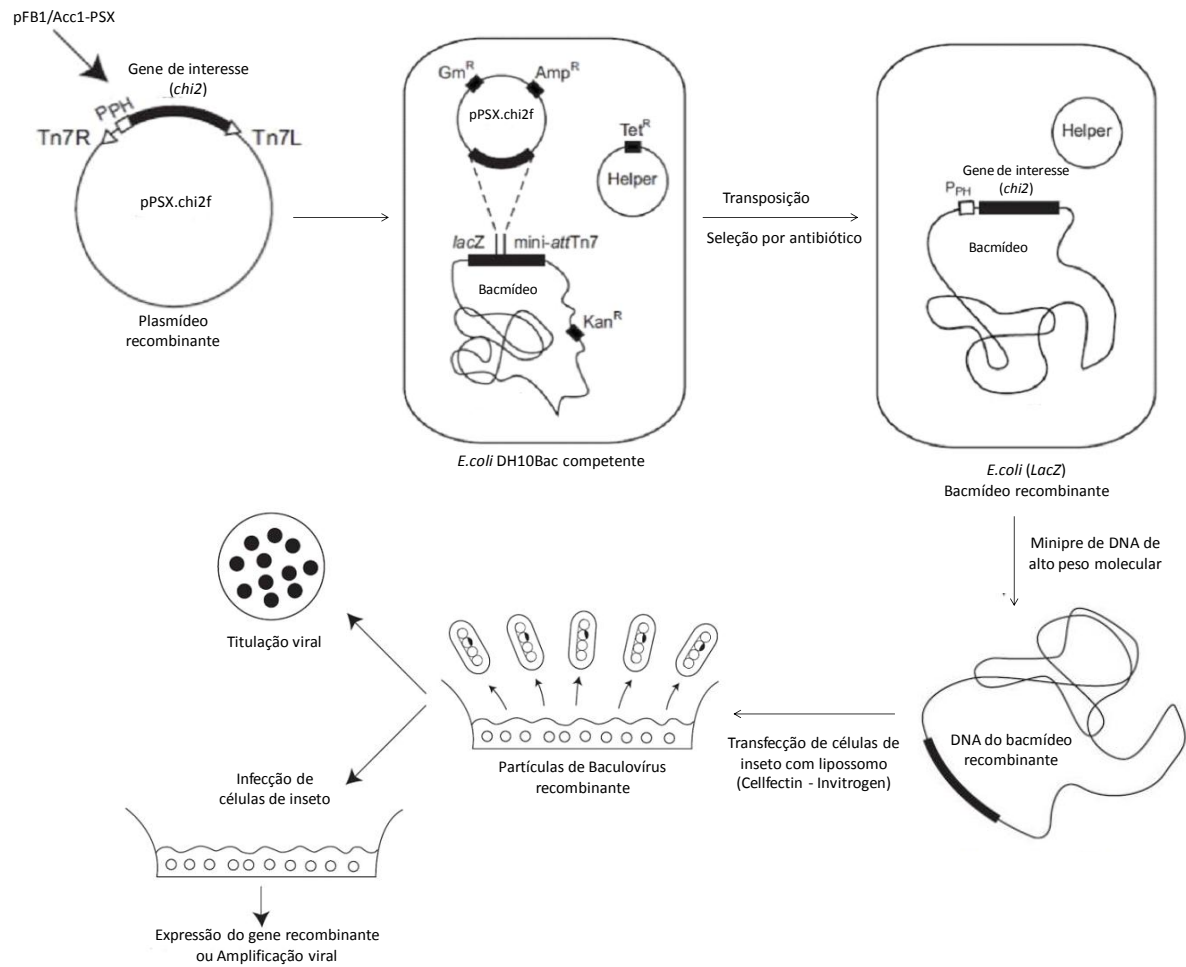 pFB1/Acc1-PSX
Gene de interesse
(chi2)
PPH
Tn7R
Tn7L
pPSX.chi2f
Plasmídeo
recombinante
GmR
AmpR
pPSX.chi2f
TetR
Helper
lacZ
mini-attTn7
Bacmídeo
KanR
E.coli DH10Bac competente
Transposição
Seleção por antibiótico
Helper
Gene de interesse
(chi2)
PPH
Bacmídeo
E.coli (LacZ)
Bacmídeo recombinante
Minipre de DNA de
alto peso molecular
DNA do bacmídeo
recombinante
Transfecção de células de
inseto com lipossomo
(Cellfectin - Invitrogen)
Partículas de Baculovírus
recombinante
Titulação viral
Infecção de
células de inseto
Expressão do gene recombinante
ou Amplificação viral